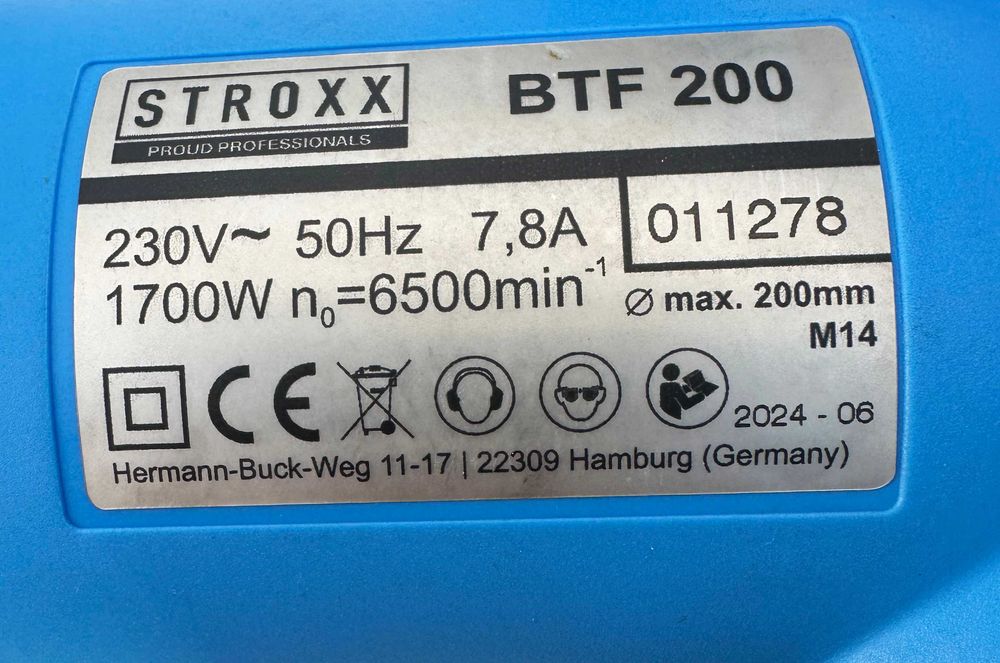 STROXX
PROUD PROFESSIONALS
BTF 200
230V~ 50Hz 7,8A
011278
1700W n₀=6500min⁻¹
⌀ max. 200mm
M14
CE
2024 - 06
Hermann-Buck-Weg 11-17 | 22309 Hamburg (Germany)